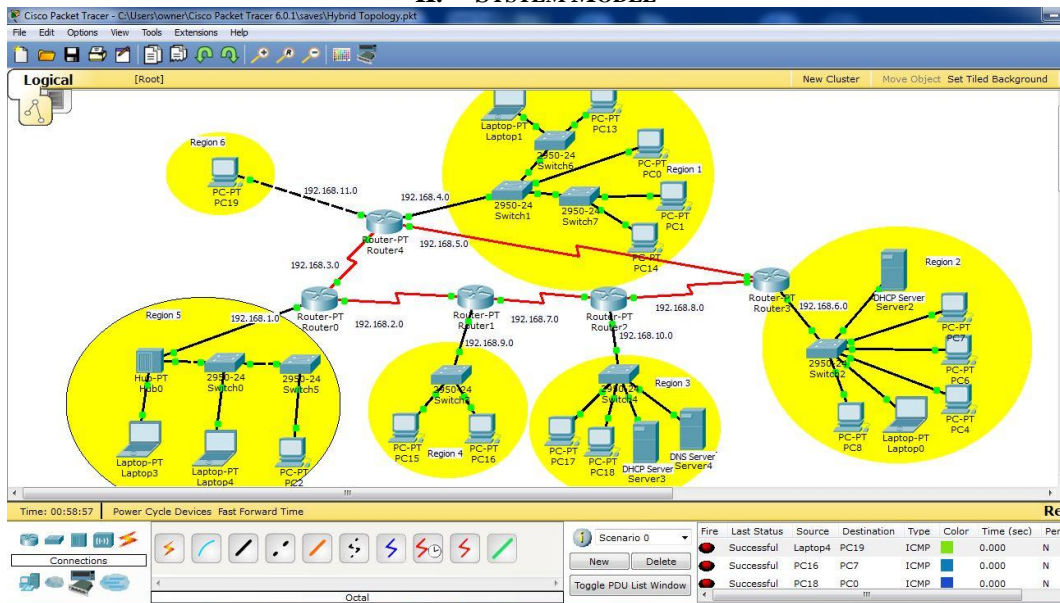 II. SYSTEM MODEL
Cisco Packet Tracer - C:\Users\owner\Cisco Packet Tracer 6.0.1\saves\Hybrid Topology.pkt
File Edit Options View Tools Extensions Help
Logical [Root] New Cluster Move Object Set Tiled Background
Region 6
PC-PT
PC19
192.168.11.0
Laptop-PT
Laptop1
PC-PT
PC13
2950-24
Switch6
PC-PT
PC0
Region 1
192.168.4.0
2950-24
Switch1
2950-24
Switch7
PC-PT
PC1
PC-PT
PC14
Router-PT
Router4
192.168.5.0
192.168.3.0
Router-PT
Router0
192.168.2.0
Router-PT
Router1
192.168.7.0
Router-PT
Router2
192.168.8.0
Router-PT
Router3
192.168.6.0
Region 2
DHCP Server
Server2
PC-PT
PC7
PC-PT
PC6
PC-PT
PC4
2950-24
Switch2
PC-PT
PC8
Laptop-PT
Laptop0
Region 5
192.168.1.0
Hub-PT
Hub0
2950-24
Switch0
2950-24
Switch5
Laptop-PT
Laptop3
Laptop-PT
Laptop4
PC-PT
PC2
192.168.9.0
2950-24
PC-PT
PC15
Region 4
PC-PT
PC16
192.168.10.0
2950-24
Switch4
Region 3
PC-PT
PC17
PC-PT
PC18
DHCP Server
Server3
DNS Server
Server4
Time: 00:58:57 Power Cycle Devices Fast Forward Time Re
Connections
Octal
Scenario 0
New Delete
Toggle PDU List Window
Fire Last Status Source Destination Type Color Time (sec) Per
Successful Laptop4 PC19 ICMP 0.000 N
Successful PC16 PC7 ICMP 0.000 N
Successful PC18 PC0 ICMP 0.000 N